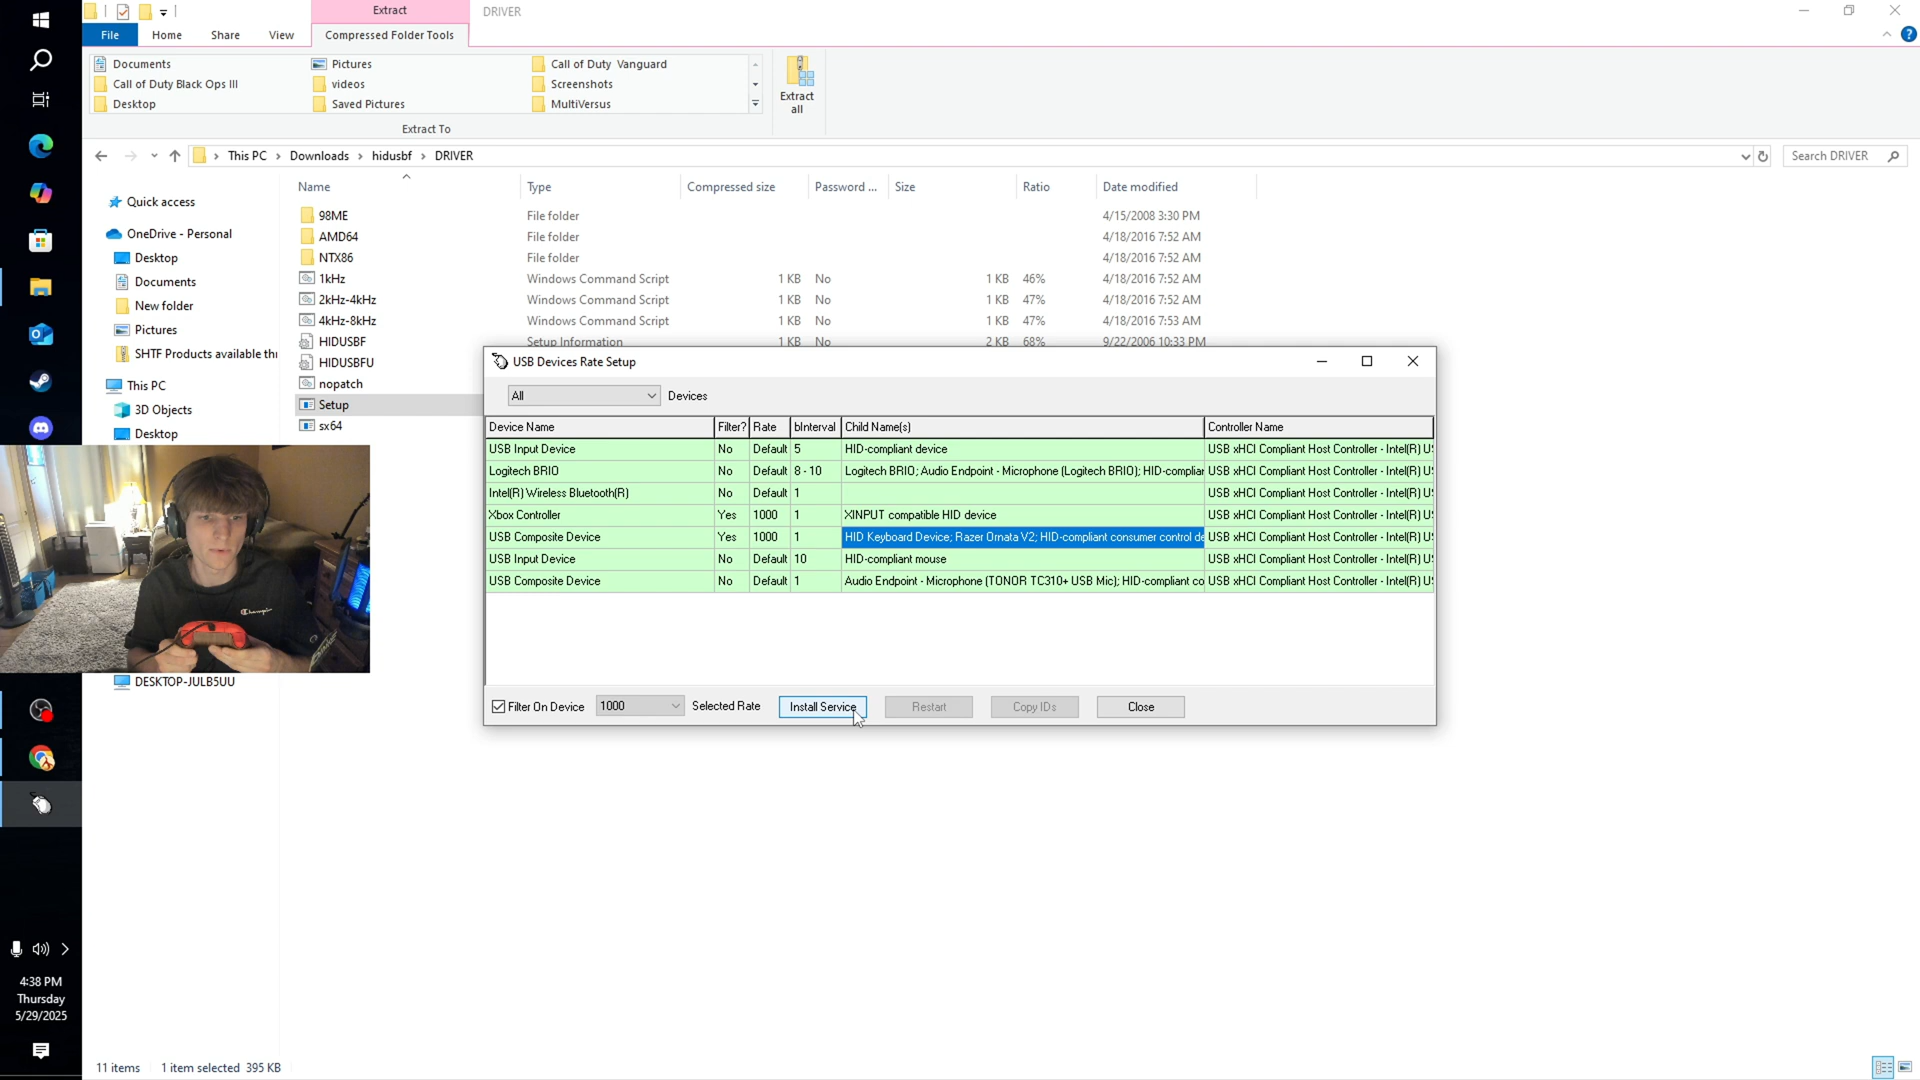 Extract
DRIVER
File
Home
Share
View
Compressed Folder Tools
Documents
Pictures
Call of Duty Vanguard
Call of Duty Black Ops III
videos
Screenshots
Desktop
Saved Pictures
MultiVersus
Extract
all
Extract To
This PC
Downloads
hidusbf
DRIVER
Search DRIVER
Name
Type
Compressed size
Password ...
Size
Ratio
Date modified
Quick access
OneDrive - Personal
Desktop
Documents
New folder
Pictures
SHTF Products available thr
This PC
3D Objects
Desktop
DESKTOP-JULB5UU
98ME File folder 4/15/2008 3:30 PM
AMD64 File folder 4/18/2016 7:52 AM
NTX86 File folder 4/18/2016 7:52 AM
1kHz Windows Command Script 1 KB No 1 KB 46% 4/18/2016 7:52 AM
2kHz-4kHz Windows Command Script 1 KB No 1 KB 47% 4/18/2016 7:52 AM
4kHz-8kHz Windows Command Script 1 KB No 1 KB 47% 4/18/2016 7:53 AM
HIDUSBF Setup Information 1 KB No 2 KB 68% 9/22/2006 10:33 PM
HIDUSBFU
nopatch
Setup
sx64
USB Devices Rate Setup
All
Devices
Device Name Filter? Rate bInterval Child Name(s) Controller Name
USB Input Device No Default 5 HID-compliant device USB xHCI Compliant Host Controller - Intel(R) U
Logitech BRIO No Default 8 - 10 Logitech BRIO; Audio Endpoint - Microphone (Logitech BRIO); HID-complian USB xHCI Compliant Host Controller - Intel(R) U
Intel(R) Wireless Bluetooth(R) No Default 1 USB xHCI Compliant Host Controller - Intel(R) U
Xbox Controller Yes 1000 1 XINPUT compatible HID device USB xHCI Compliant Host Controller - Intel(R) U
USB Composite Device Yes 1000 1 HID Keyboard Device; Razer Ornata V2; HID-compliant consumer control de USB xHCI Compliant Host Controller - Intel(R) U
USB Input Device No Default 10 HID-compliant mouse USB xHCI Compliant Host Controller - Intel(R) U
USB Composite Device No Default 1 Audio Endpoint - Microphone (TONOR TC310+ USB Mic); HID-compliant co USB xHCI Compliant Host Controller - Intel(R) U
Filter On Device
1000
Selected Rate
Install Service
Restart
Copy IDs
Close
Champion
4:38 PM
Thursday
5/29/2025
11 items
1 item selected 395 KB